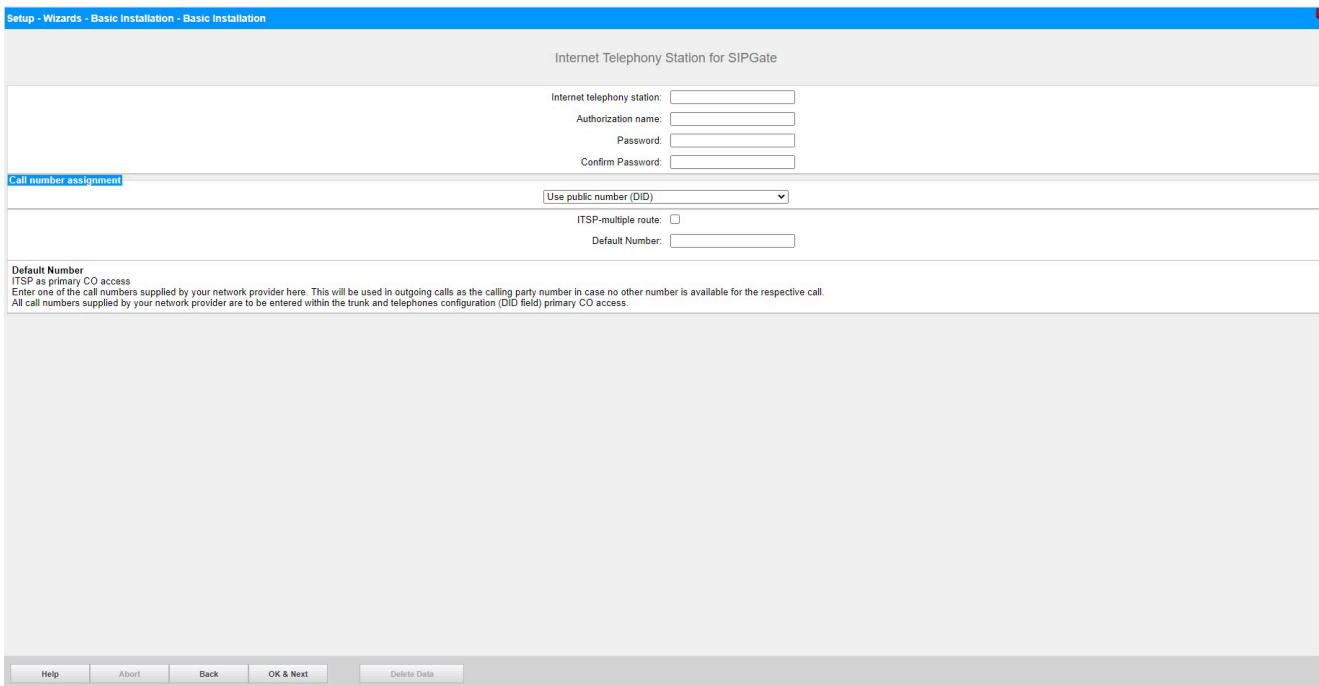 Setup - Wizards - Basic Installation - Basic Installation
Internet Telephony Station for SIPGate
Internet telephony station:
Authorization name:
Password:
Confirm Password:
Call number assignment
Use public number (DID)
ITSP-multiple route:
Default Number:
Default Number
ITSP as primary CO access
Enter one of the call numbers supplied by your network provider here. This will be used in outgoing calls as the calling party number in case no other number is available for the respective call.
All call numbers supplied by your network provider are to be entered within the trunk and telephones configuration (DID field) primary CO access.
Help Abort Back OK & Next Delete Data